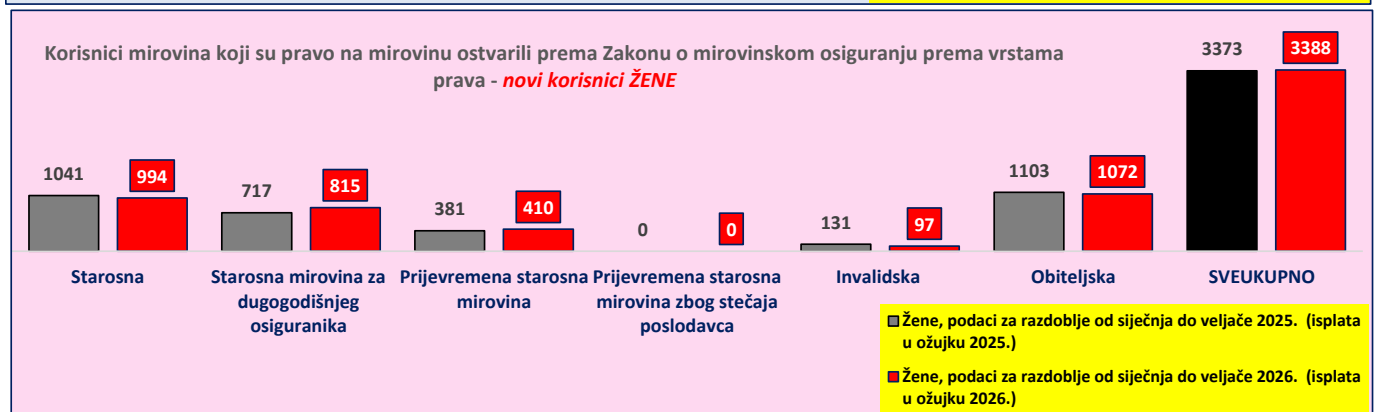 Korisnici mirovina koji su pravo na mirovinu ostvarili prema Zakonu o mirovinskom osiguranju prema vrstama
prava - novi korisnici ŽENE
1041
994
717
815
381
410
0
0
131
97
1103
1072
3373
3388
Starosna
Starosna mirovina za
dugogodišnjeg
osiguranika
Prijevremena starosna
mirovina
Prijevremena starosna
mirovina zbog stečaja
poslodavca
Invalidska
Obiteljska
SVEUKUPNO
Žene, podaci za razdoblje od siječnja do veljače 2025. (isplata
u ožujku 2025.)
Žene, podaci za razdoblje od siječnja do veljače 2026. (isplata
u ožujku 2026.)